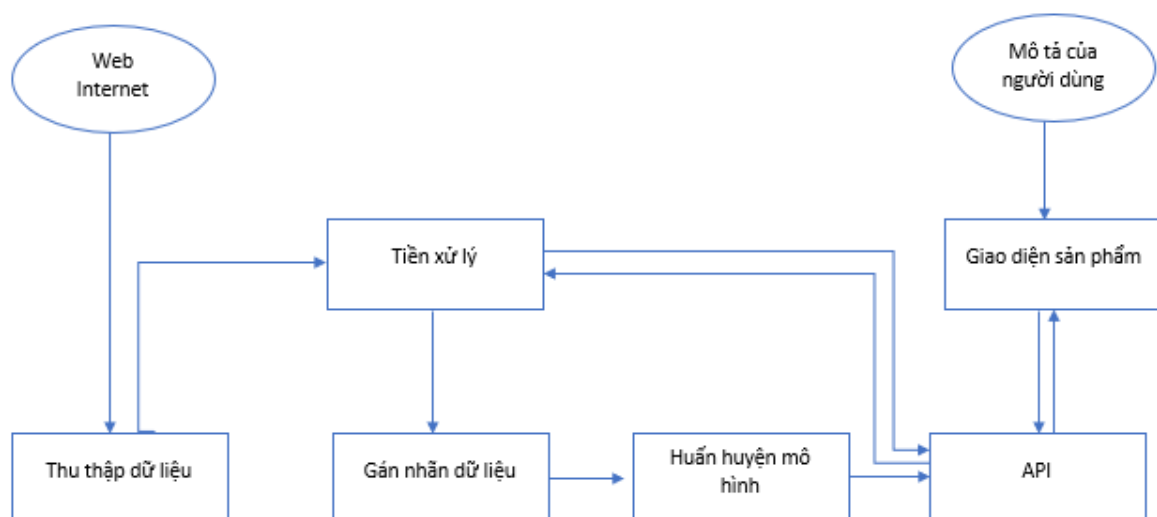 Web
Internet
Mô tả của
người dùng
Tiền xử lý
Giao diện sản phẩm
Thu thập dữ liệu
Gán nhãn dữ liệu
Huấn huyện mô
hình
API